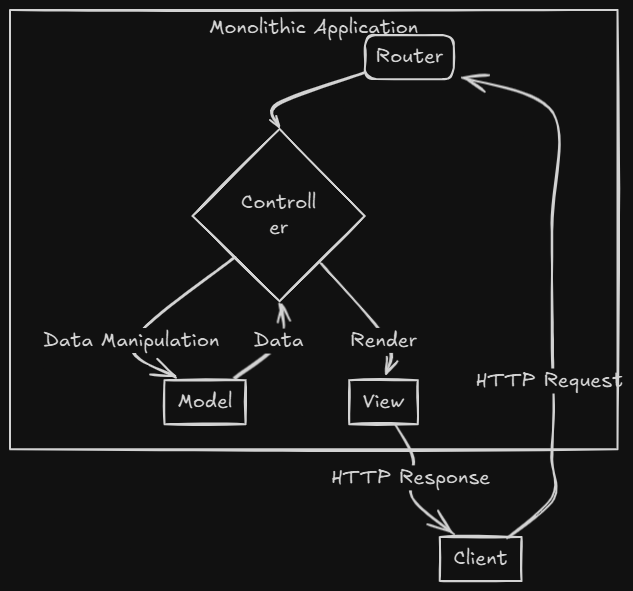 Monolithic Application
Router
Controll
er
Data Manipulation
Data
Render
HTTP Request
Model
View
HTTP Response
Client